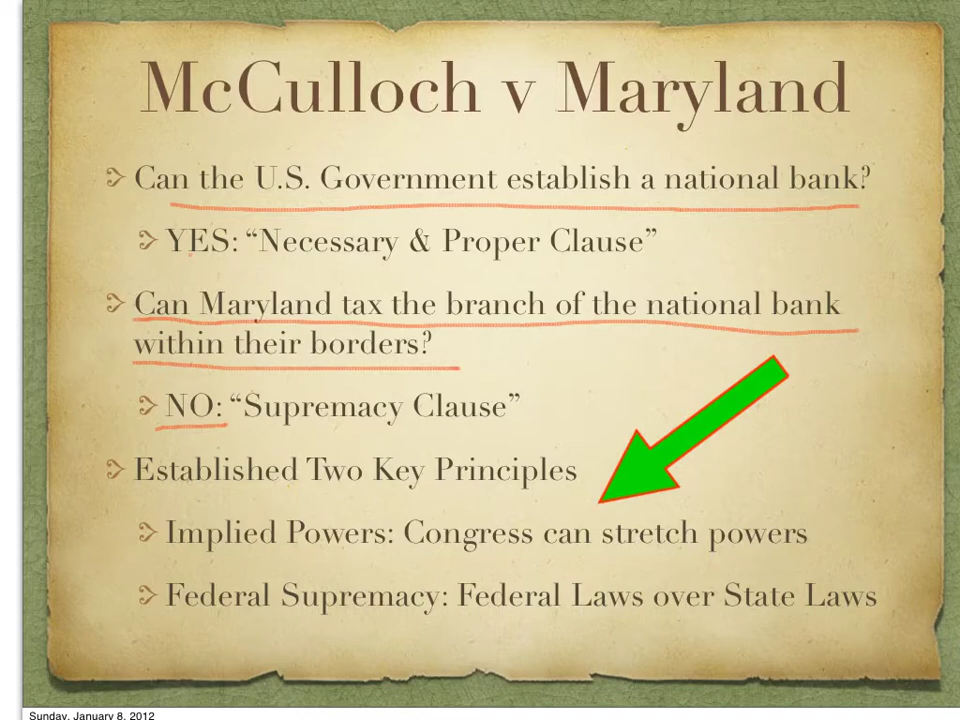 McCulloch v Maryland
Can the U.S. Government establish a national bank?
YES: “Necessary & Proper Clause”
Can Maryland tax the branch of the national bank
within their borders?
NO: “Supremacy Clause”
Established Two Key Principles
Implied Powers: Congress can stretch powers
Federal Supremacy: Federal Laws over State Laws
Sunday, January 8, 2012